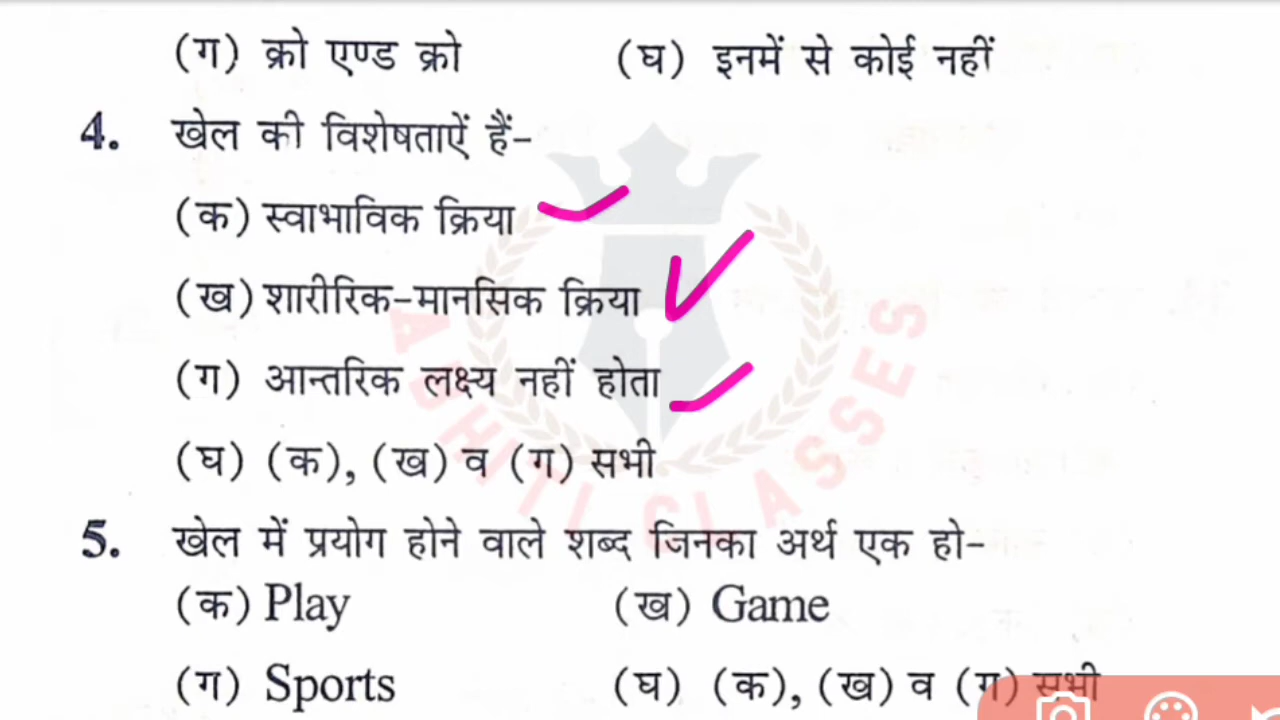 (ग) क्रो एण्ड क्रो (घ) इनमें से कोई नहीं
4. खेल की विशेषताऐं हैं-
(क) स्वाभाविक क्रिया
(ख) शारीरिक-मानसिक क्रिया
(ग) आन्तरिक लक्ष्य नहीं होता
(घ) (क), (ख) व (ग) सभी
5. खेल में प्रयोग होने वाले शब्द जिनका अर्थ एक हो-
(क) Play (ख) Game
(ग) Sports (घ) (क), (ख) व (ग) सभी
CLASSES